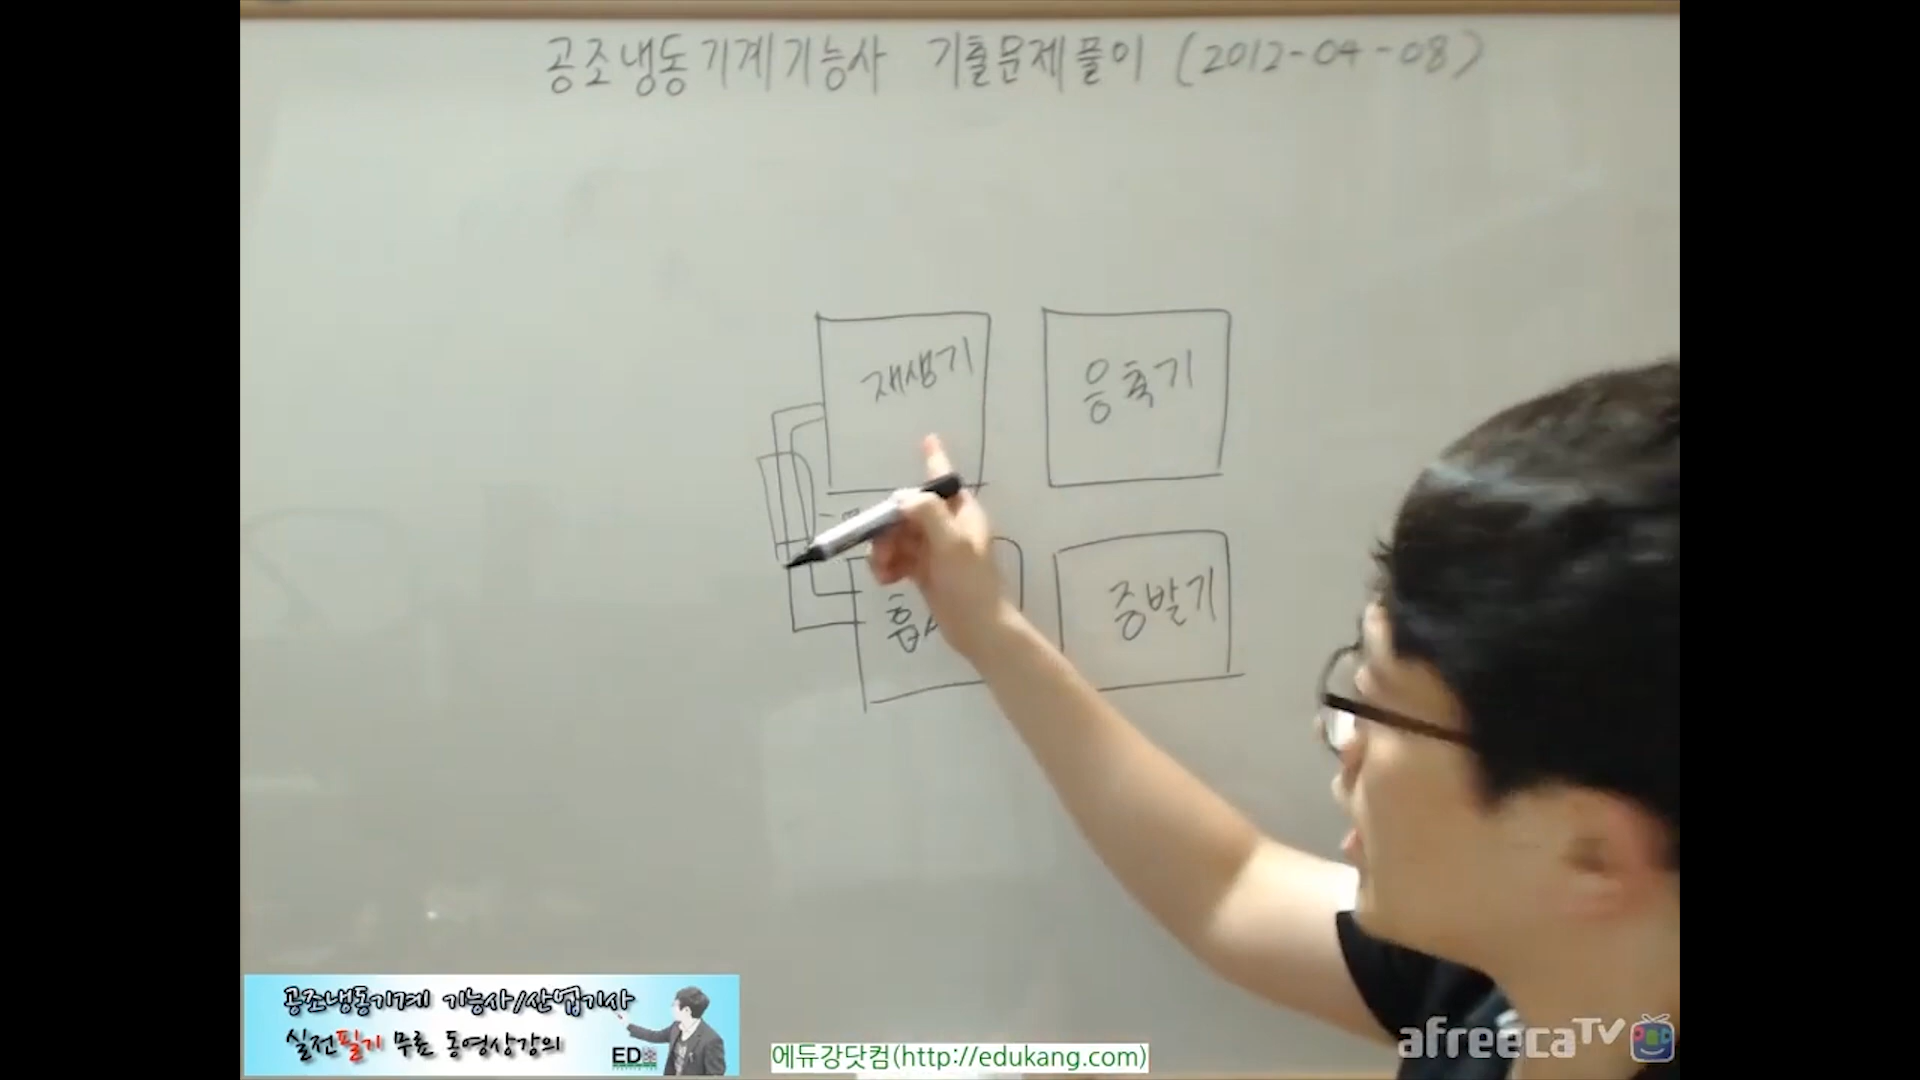 공조냉동기계기능사 기출문제풀이 (2012-04-08)
재생기
응축기
증발기
공조냉동기계 기능사/산업기사
실전필기 무료 동영상강의
에듀강닷컴(http://edukang.com)
afreecaTV